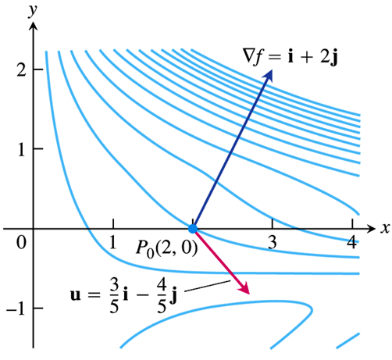 y
∇f = i + 2j
2
1
0
1
P₀(2, 0)
3
4
x
u = 3/5 i − 4/5 j
−1